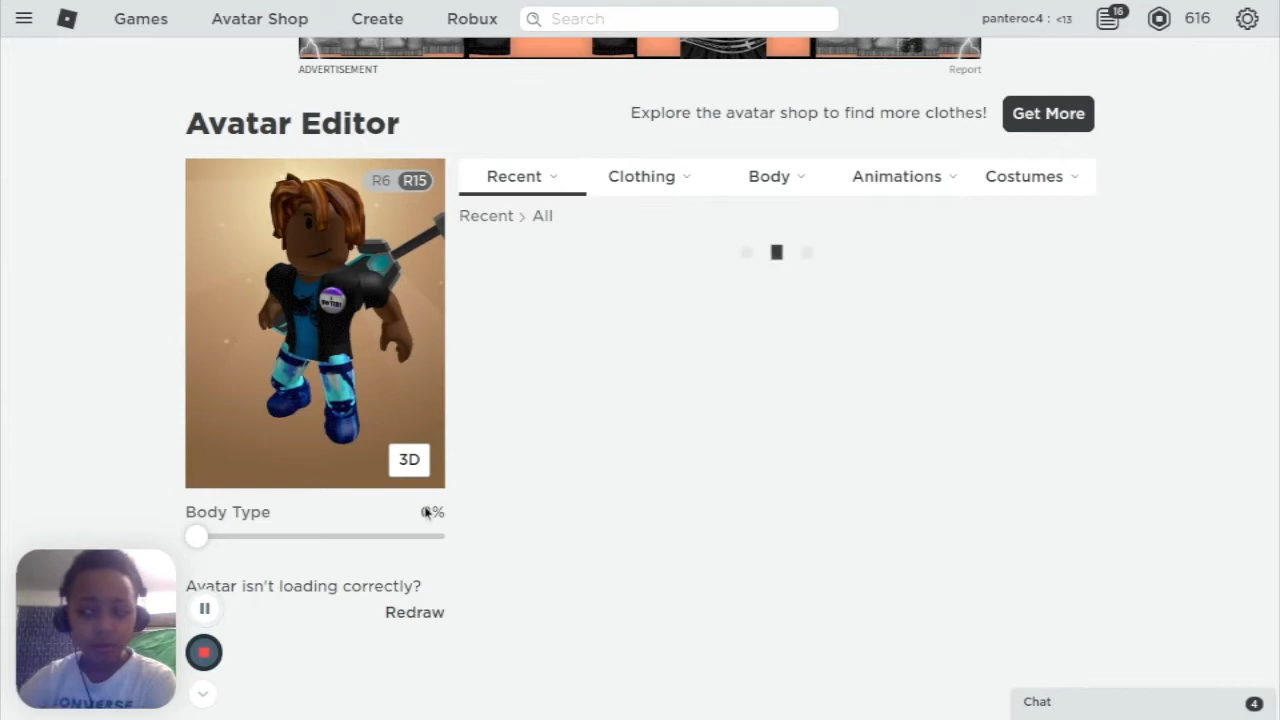 Games
Avatar Shop
Create
Robux
Search
panteroc4 : <13
16
616
ADVERTISEMENT
Report
Avatar Editor
Explore the avatar shop to find more clothes!
Get More
R6 R15
Recent
Clothing
Body
Animations
Costumes
Recent > All
3D
Body Type
%
Avatar isn't loading correctly?
Redraw
CONVERSE
Chat
4